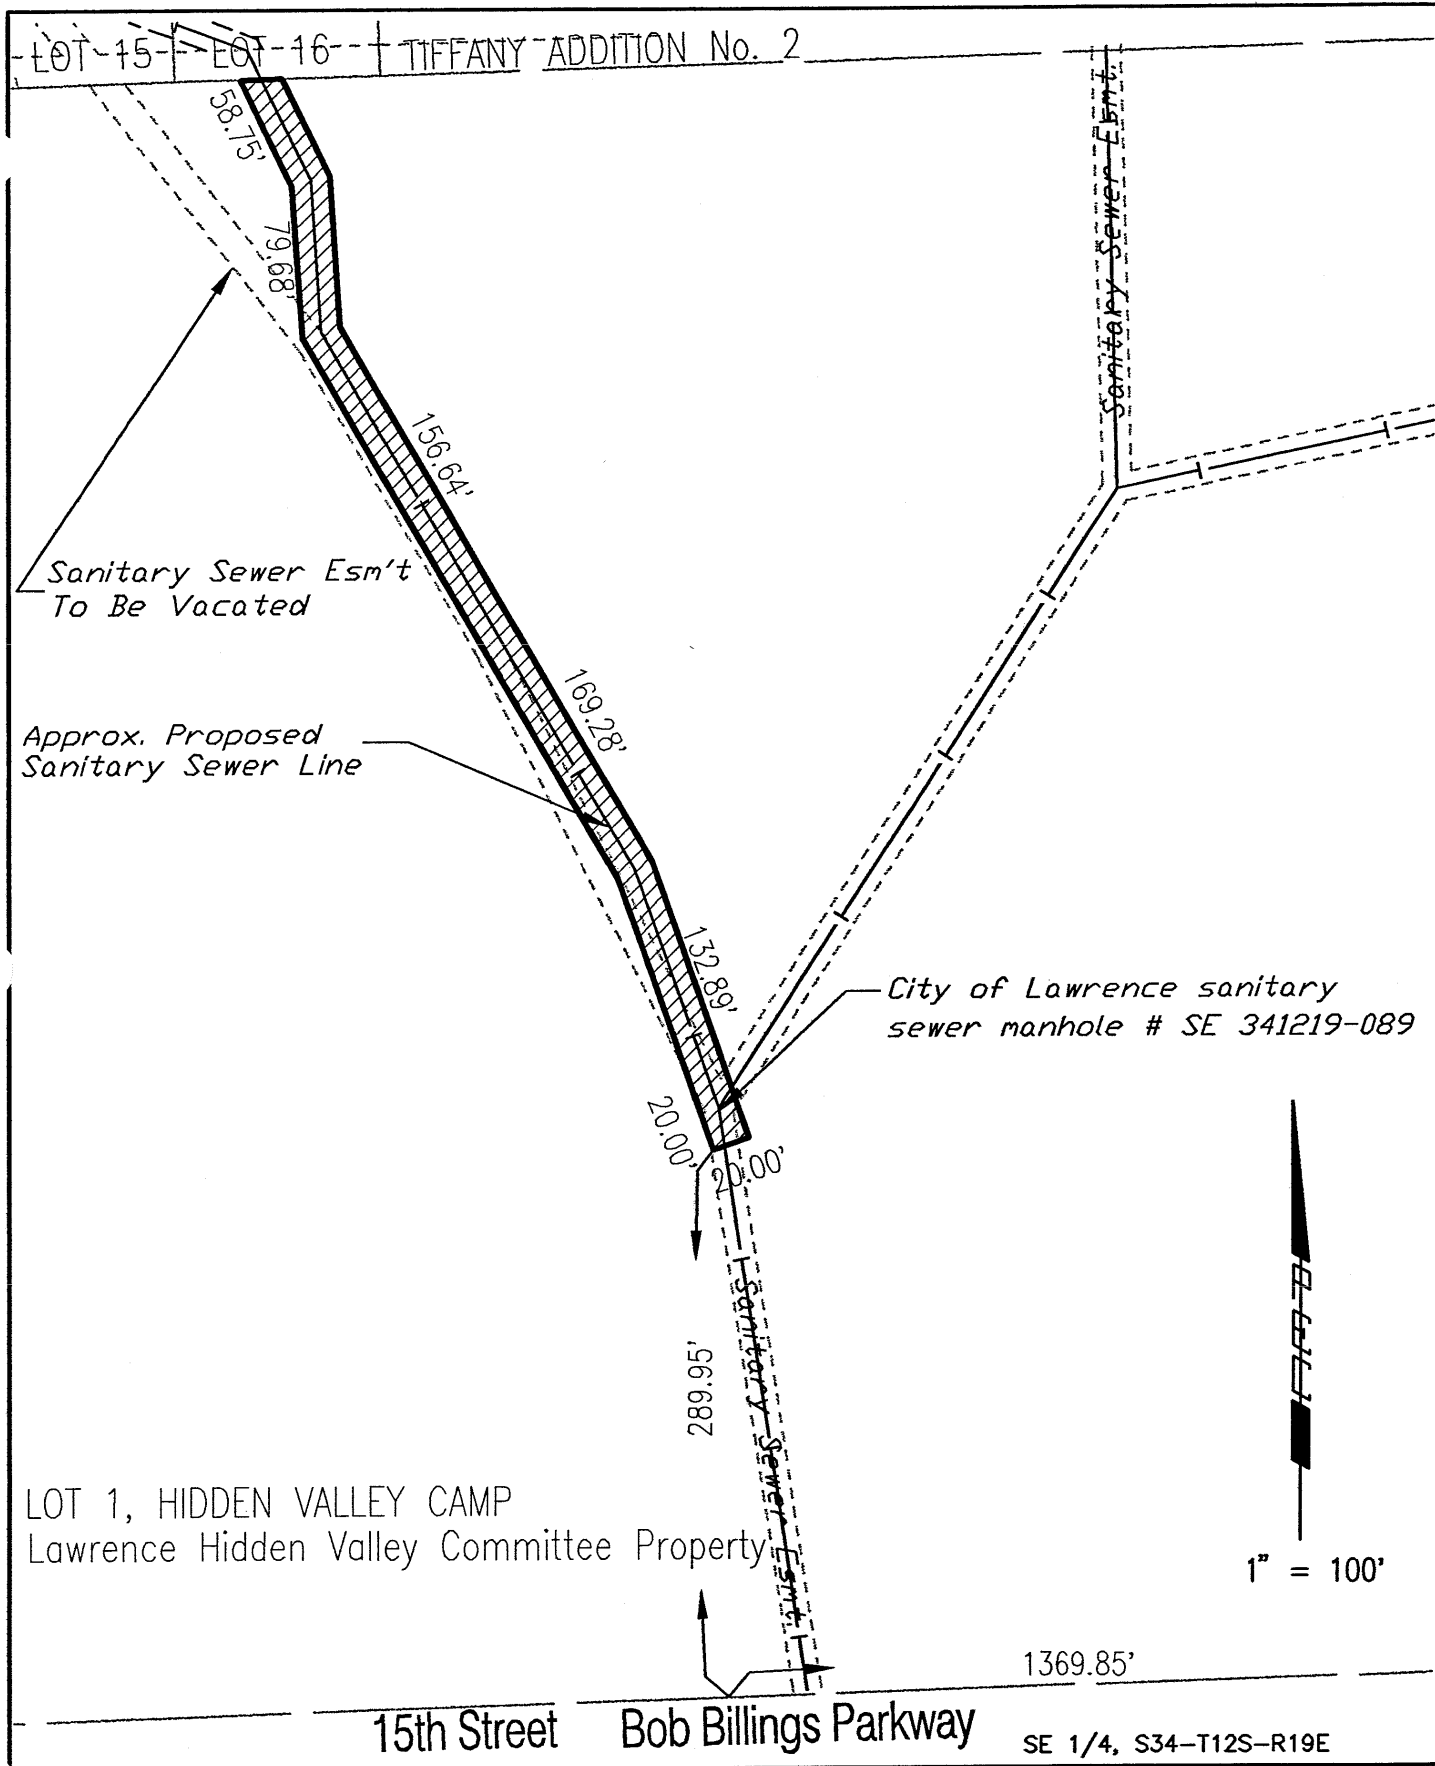 LOT 15 LOT 16 TIFFANY ADDITION No. 2
58.75'
79.68'
Sanitary Sewer Esmt.
156.64'
Sanitary Sewer Esm't
To Be Vacated
169.28'
Approx. Proposed
Sanitary Sewer Line
132.89'
City of Lawrence sanitary
sewer manhole # SE 341219-089
20.00'
20.00'
Sanitary Sewer Esmt
289.95'
LOT 1, HIDDEN VALLEY CAMP
Lawrence Hidden Valley Committee Property
1" = 100'
1369.85'
15th Street Bob Billings Parkway
SE 1/4, S34-T12S-R19E